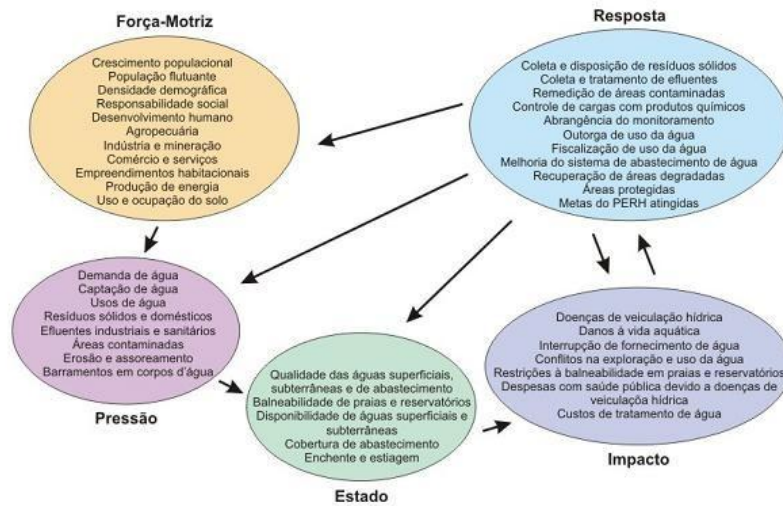 Força-Motriz
Crescimento populacional
População flutuante
Densidade demográfica
Responsabilidade social
Desenvolvimento humano
Agropecuária
Indústria e mineração
Comércio e serviços
Empreendimentos habitacionais
Produção de energia
Uso e ocupação do solo
Resposta
Coleta e disposição de resíduos sólidos
Coleta e tratamento de efluentes
Remedição de áreas contaminadas
Controle de cargas com produtos químicos
Abrangência do monitoramento
Outorga de uso da água
Fiscalização de uso da água
Melhoria do sistema de abastecimento de água
Recuperação de áreas degradadas
Áreas protegidas
Metas do PERH atingidas
Demanda de água
Captação de água
Usos de água
Resíduos sólidos e domésticos
Efluentes industriais e sanitários
Áreas contaminadas
Erosão e assoreamento
Barramentos em corpos d'água
Pressão
Qualidade das águas superficiais,
subterrâneas e de abastecimento
Balneabilidade de praias e reservatórios
Disponibilidade de águas superficiais e
subterrâneas
Cobertura de abastecimento
Enchente e estiagem
Estado
Doenças de veiculação hídrica
Danos à vida aquática
Interrupção de fornecimento de água
Conflitos na exploração e uso da água
Restrições à balneabilidade em praias e reservatórios
Despesas com saúde pública devido a doenças de
veiculaçõa hídrica
Custos de tratamento de água
Impacto